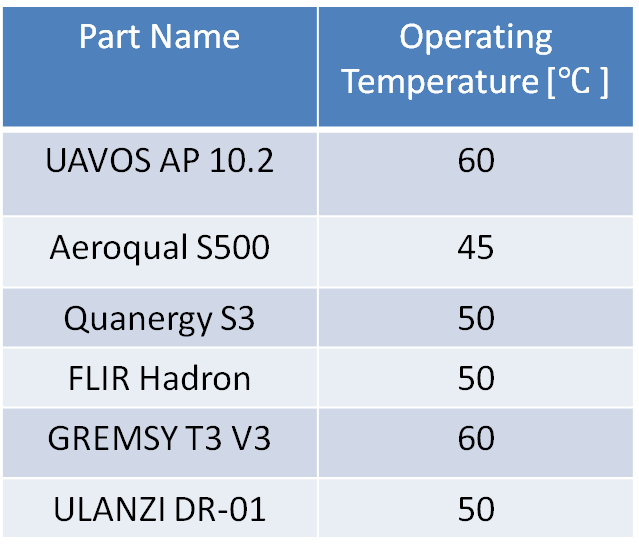 Part Name
Operating
Temperature [℃ ]
UAVOS AP 10.2 60
Aeroqual S500 45
Quanergy S3 50
FLIR Hadron 50
GREMSY T3 V3 60
ULANZI DR-01 50